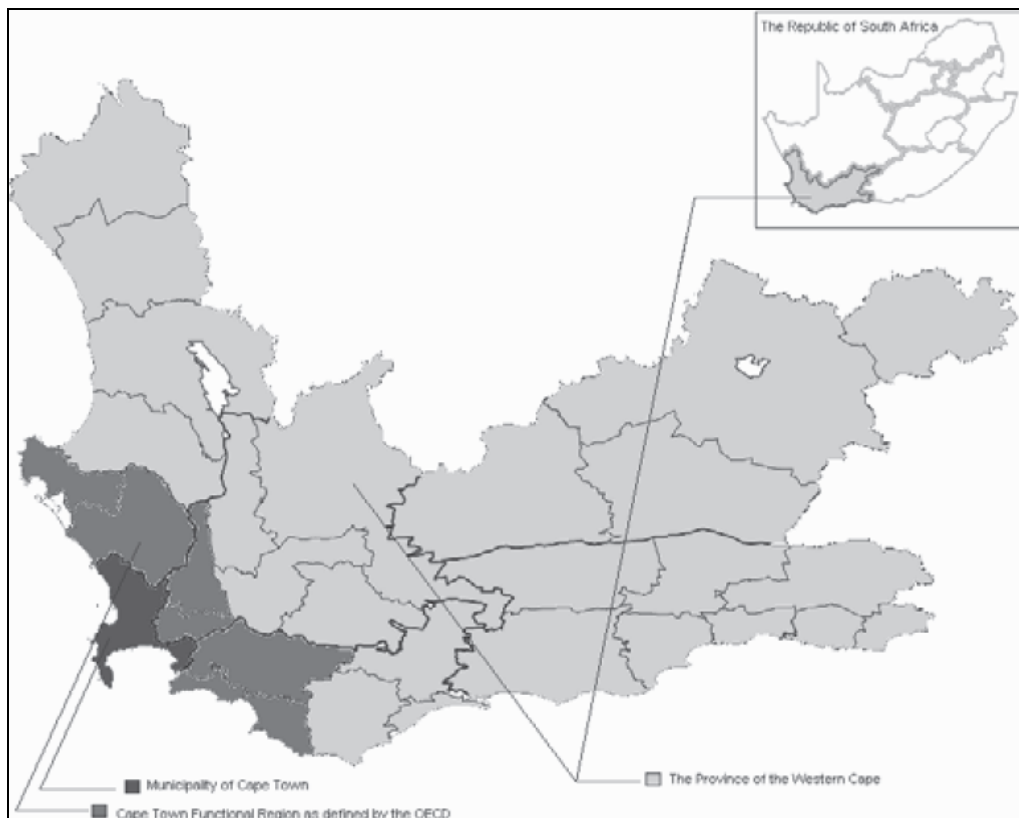 The Republic of South Africa
Municipality of Cape Town
The Province of the Western Cape
Cape Town Functional Region as defined by the OECD